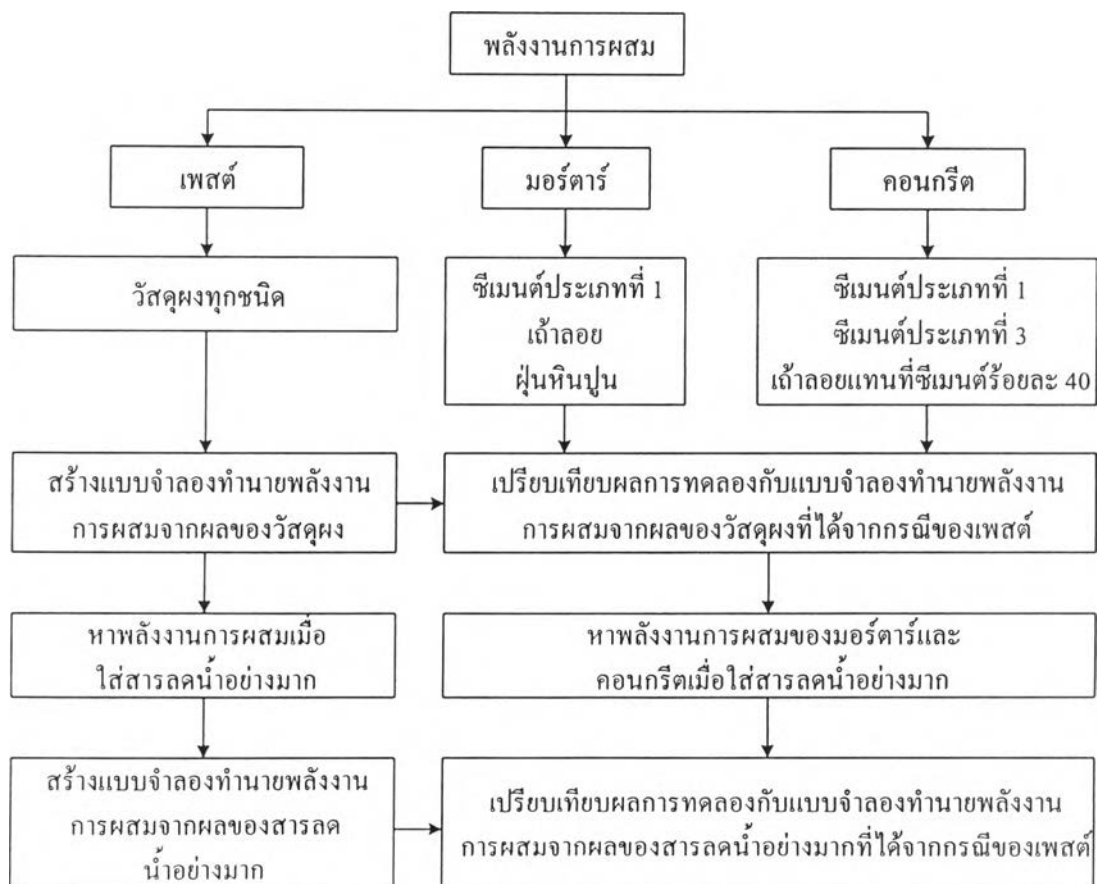 พลังงานการผสม
เพสต์
มอร์ตาร์
คอนกรีต
วัสดุผงทุกชนิด
ซีเมนต์ประเภทที่ 1
เถ้าลอย
ฝุ่นหินปูน
ซีเมนต์ประเภทที่ 1
ซีเมนต์ประเภทที่ 3
เถ้าลอยแทนที่ซีเมนต์ร้อยละ 40
สร้างแบบจำลองทำนายพลังงาน
การผสมจากผลของวัสดุผง
เปรียบเทียบผลการทดลองกับแบบจำลองทำนายพลังงาน
การผสมจากผลของวัสดุผงที่ได้จากกรณีของเพสต์
หาพลังงานการผสมเมื่อ
ใส่สารลดน้ำอย่างมาก
หาพลังงานการผสมของมอร์ตาร์และ
คอนกรีตเมื่อใส่สารลดน้ำอย่างมาก
สร้างแบบจำลองทำนายพลังงาน
การผสมจากผลของสารลด
น้ำอย่างมาก
เปรียบเทียบผลการทดลองกับแบบจำลองทำนายพลังงาน
การผสมจากผลของสารลดน้ำอย่างมากที่ได้จากกรณีของเพสต์